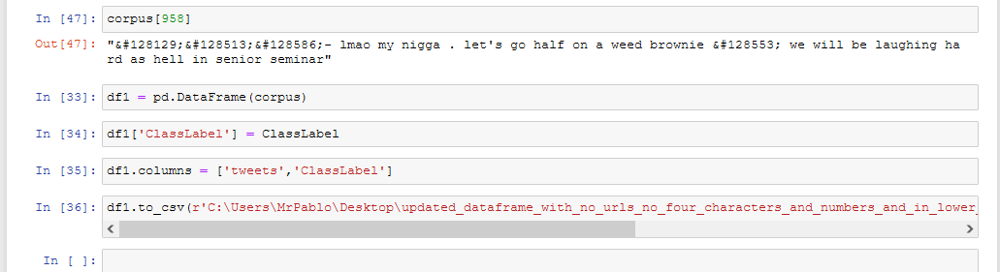 In [47]: corpus[958]
Out[47]: "&#128129;&#128513;&#128586;- lmao my nigga . let's go half on a weed brownie &#128553; we will be laughing ha
rd as hell in senior seminar"
In [33]: df1 = pd.DataFrame(corpus)
In [34]: df1['ClassLabel'] = ClassLabel
In [35]: df1.columns = ['tweets','ClassLabel']
In [36]: df1.to_csv(r'C:\Users\MrPablo\Desktop\updated_dataframe_with_no_urls_no_four_characters_and_numbers_and_in_lower_
In [ ]: